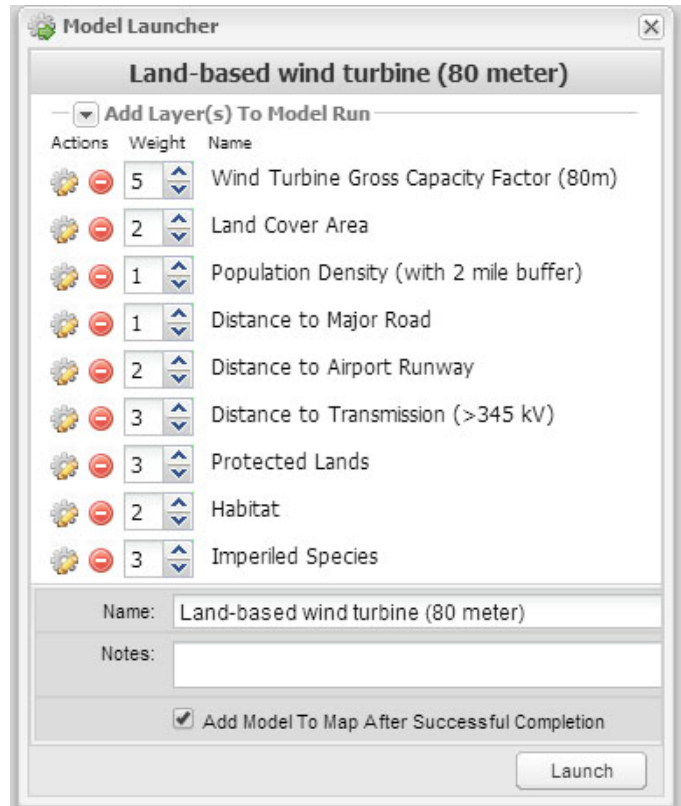 Model Launcher
Land-based wind turbine (80 meter)
Add Layer(s) To Model Run
Actions Weight Name
5 Wind Turbine Gross Capacity Factor (80m)
2 Land Cover Area
1 Population Density (with 2 mile buffer)
1 Distance to Major Road
2 Distance to Airport Runway
3 Distance to Transmission (>345 kV)
3 Protected Lands
2 Habitat
3 Imperiled Species
Name: Land-based wind turbine (80 meter)
Notes:
Add Model To Map After Successful Completion
Launch